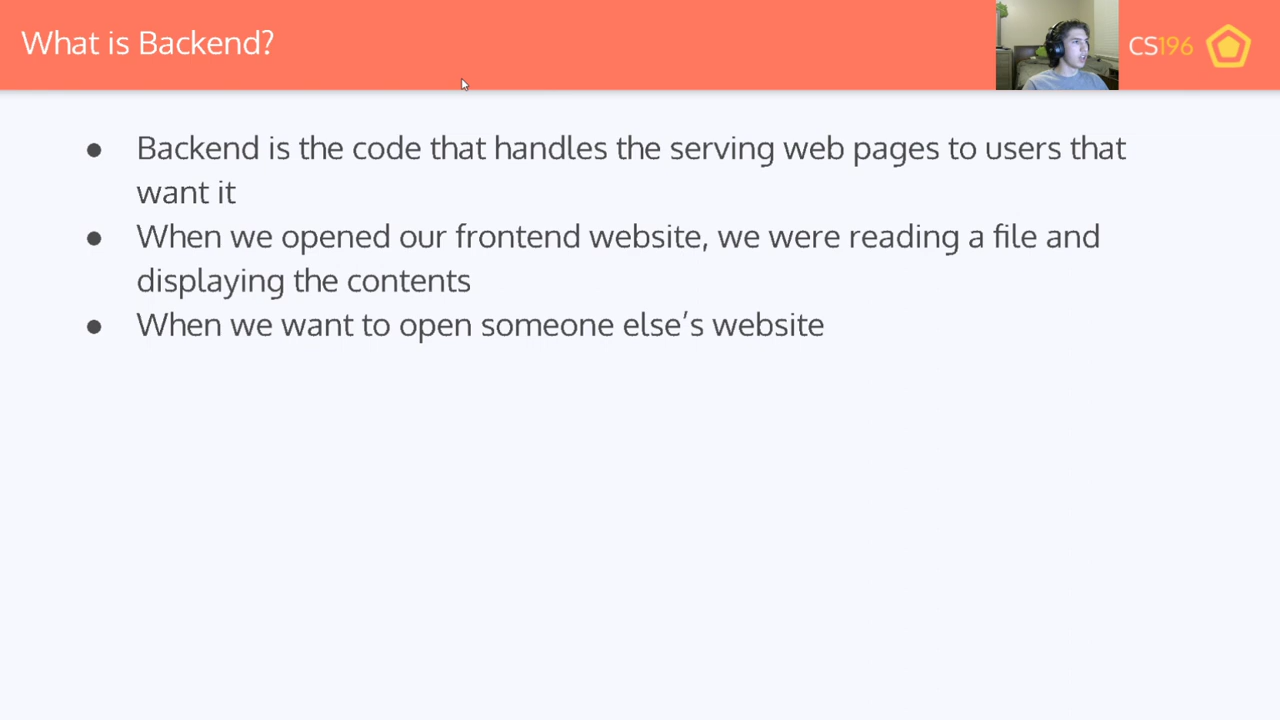 What is Backend?
CS196
● Backend is the code that handles the serving web pages to users that
want it
● When we opened our frontend website, we were reading a file and
displaying the contents
● When we want to open someone else’s website